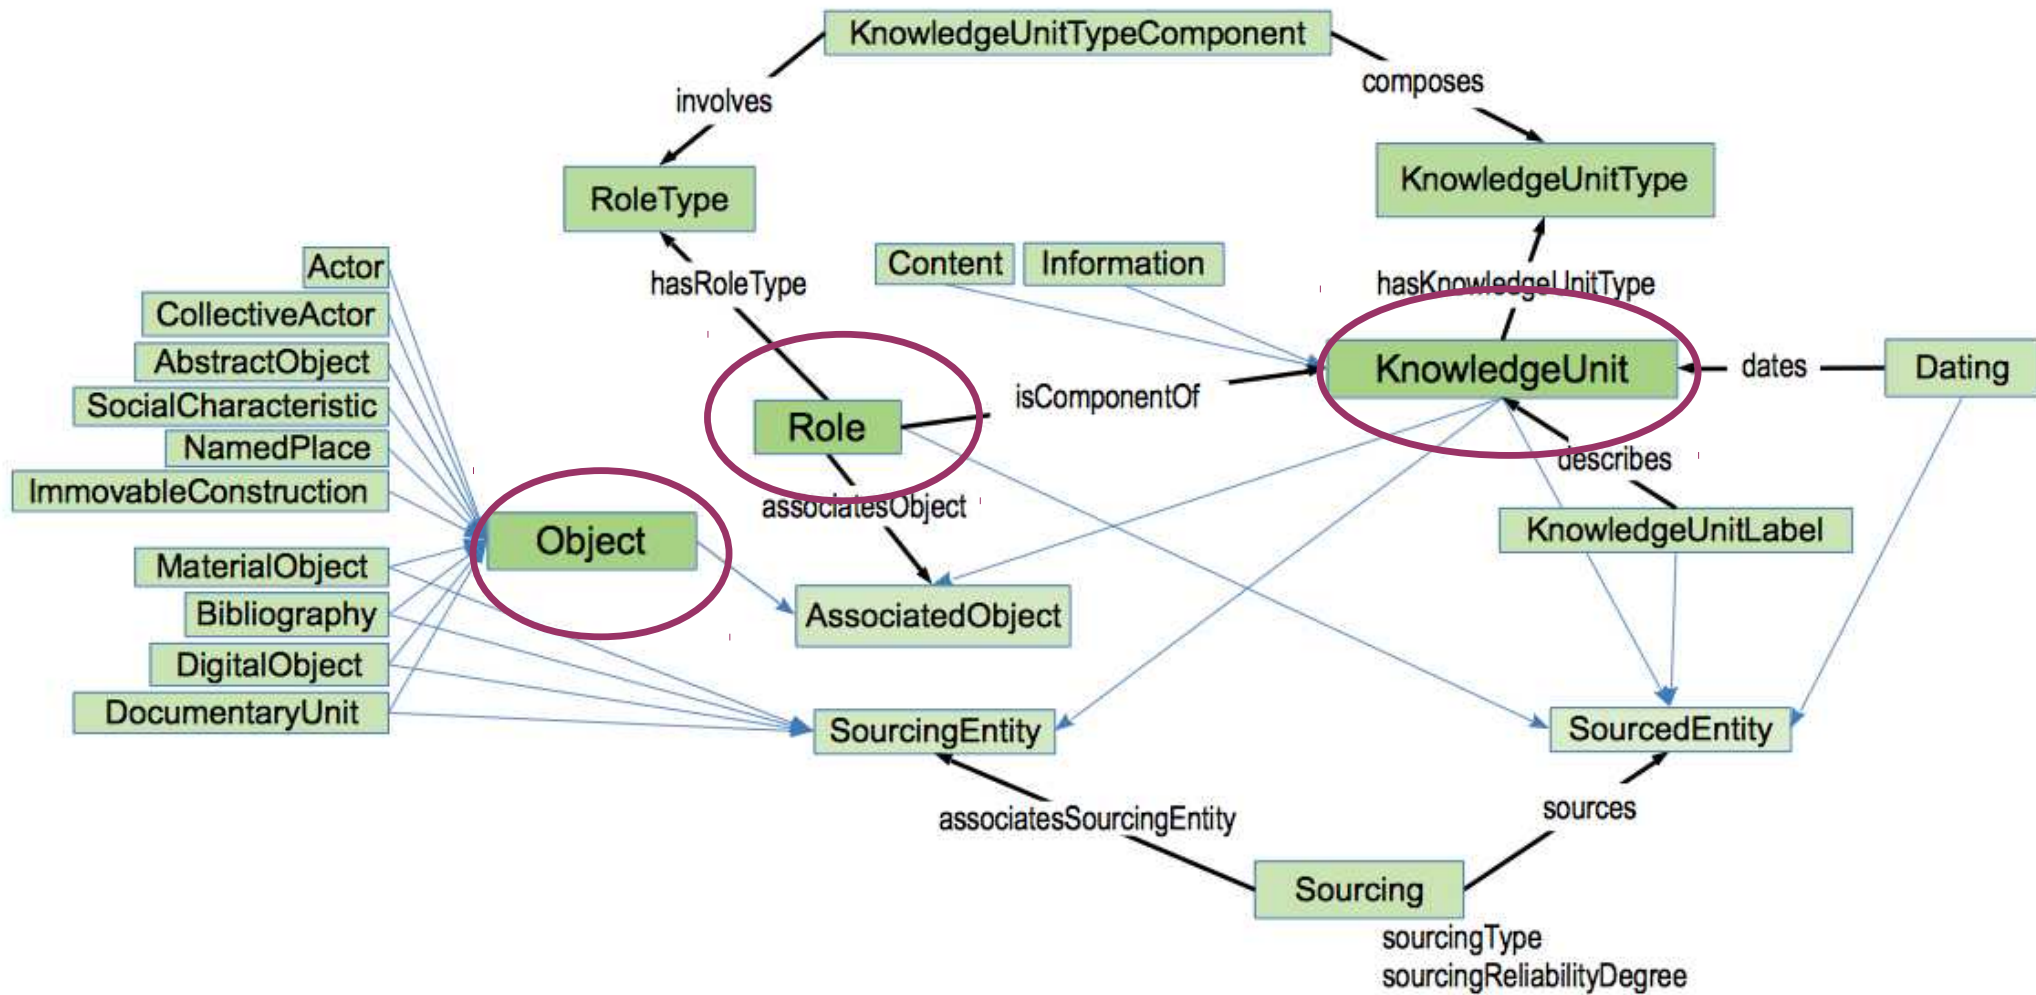 KnowledgeUnitTypeComponent
involves
composes
RoleType
KnowledgeUnitType
Actor
Content
Information
hasRoleType
hasKnowledgeUnitType
CollectiveActor
AbstractObject
KnowledgeUnit
dates
Dating
SocialCharacteristic
isComponentOf
Role
NamedPlace
describes
ImmovableConstruction
associatesObject
KnowledgeUnitLabel
Object
MaterialObject
Bibliography
AssociatedObject
DigitalObject
DocumentaryUnit
SourcingEntity
SourcedEntity
associatesSourcingEntity
sources
Sourcing
sourcingType
sourcingReliabilityDegree